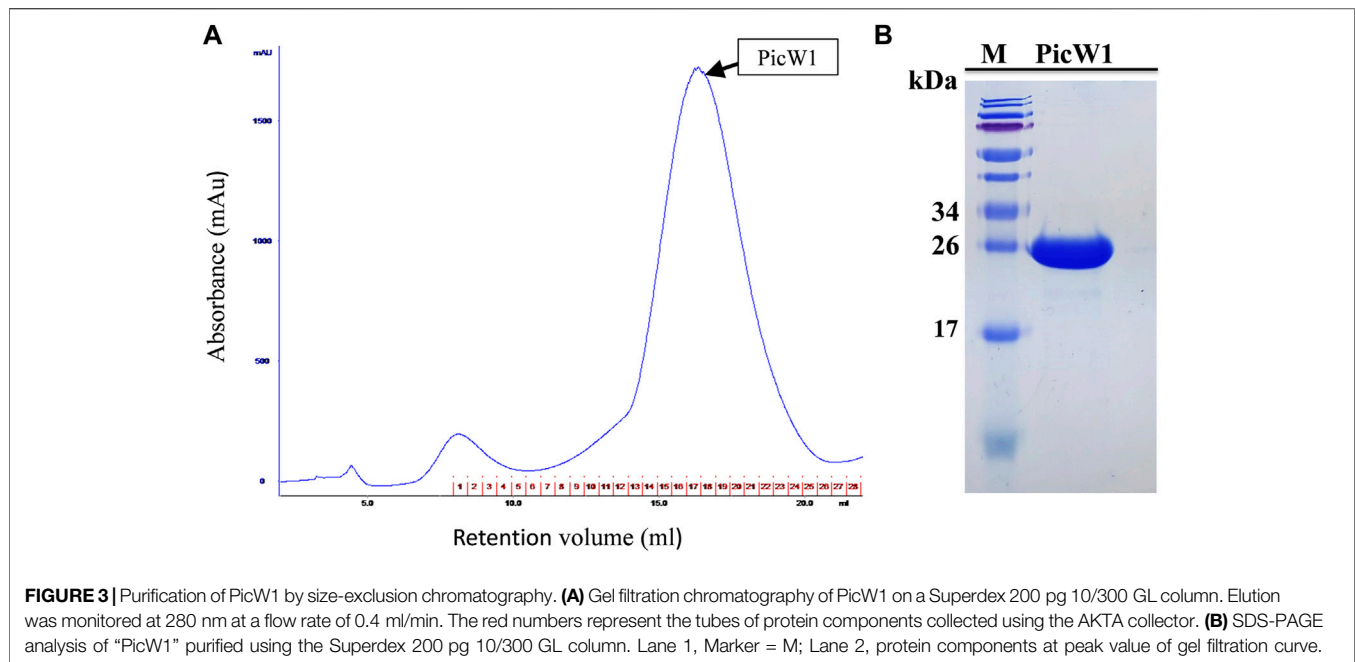 A
mAU
PicW1
1500
1000
500
0
Absorbance (mAu)
1 2 3 4 5 6 7 8 9 10 11 12 13 14 15 16 17 18 19 20 21 22 23 24 25 26 27 28
5.0 10.0 15.0 20.0 ml
Retention volume (ml)
B
M PicW1
kDa
34
26
17
FIGURE 3 | Purification of PicW1 by size-exclusion chromatography. (A) Gel filtration chromatography of PicW1 on a Superdex 200 pg 10/300 GL column. Elution
was monitored at 280 nm at a flow rate of 0.4 ml/min. The red numbers represent the tubes of protein components collected using the AKTA collector. (B) SDS-PAGE
analysis of “PicW1” purified using the Superdex 200 pg 10/300 GL column. Lane 1, Marker = M; Lane 2, protein components at peak value of gel filtration curve.